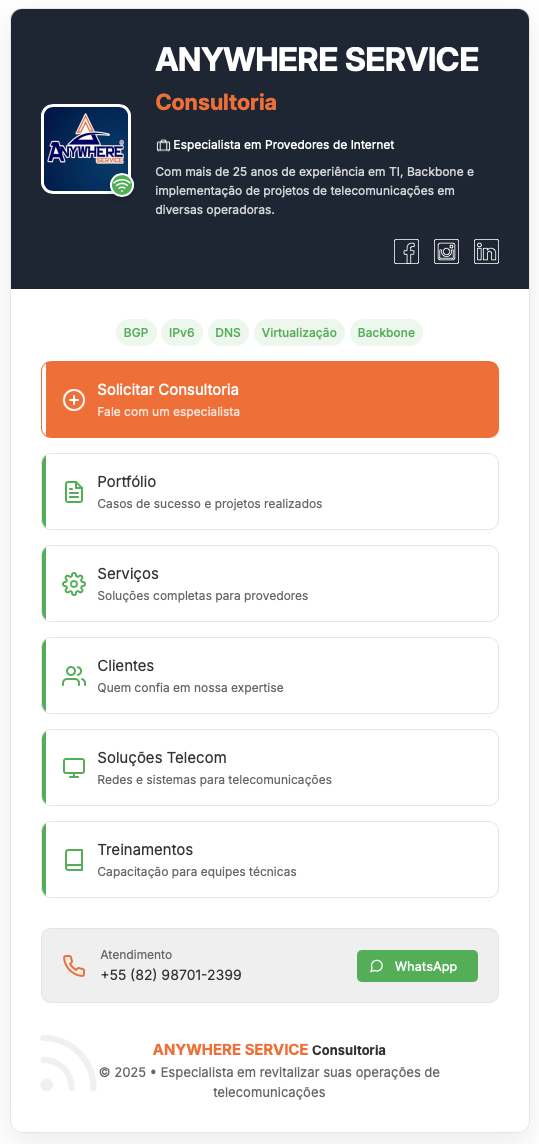 ANYWHERE SERVICE
Consultoria
ANYWHERE
SERVICE
Especialista em Provedores de Internet
Com mais de 25 anos de experiência em TI, Backbone e
implementação de projetos de telecomunicações em
diversas operadoras.
BGP IPv6 DNS Virtualização Backbone
Solicitar Consultoria
Fale com um especialista
Portfólio
Casos de sucesso e projetos realizados
Serviços
Soluções completas para provedores
Clientes
Quem confia em nossa expertise
Soluções Telecom
Redes e sistemas para telecomunicações
Treinamentos
Capacitação para equipes técnicas
Atendimento
+55 (82) 98701-2399
WhatsApp
ANYWHERE SERVICE Consultoria
© 2025 • Especialista em revitalizar suas operações de
telecomunicações